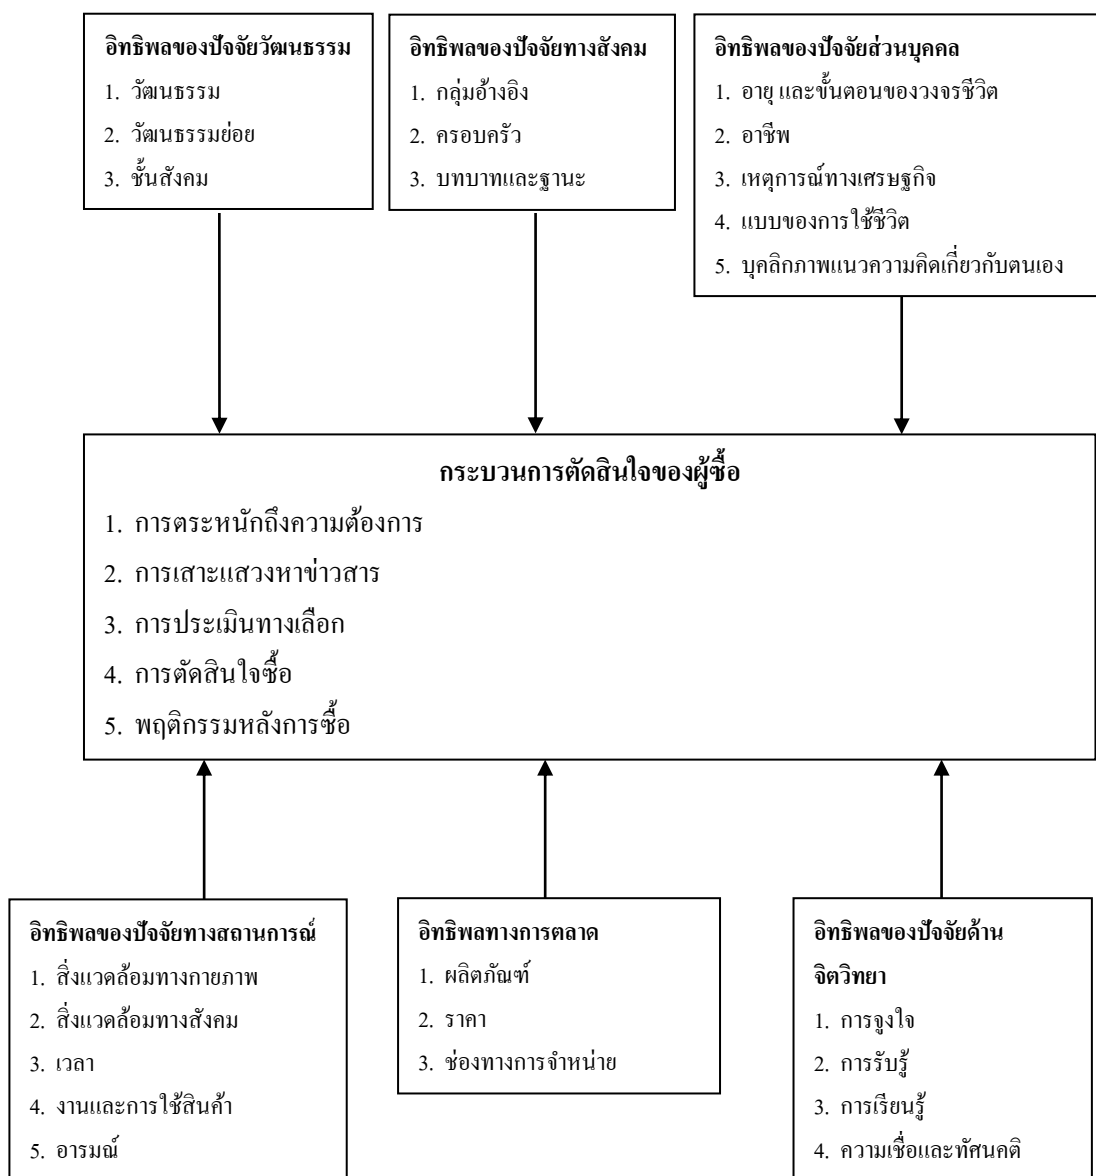 อิทธิพลของปัจจัยวัฒนธรรม
1. วัฒนธรรม
2. วัฒนธรรมย่อย
3. ชั้นสังคม
อิทธิพลของปัจจัยทางสังคม
1. กลุ่มอ้างอิง
2. ครอบครัว
3. บทบาทและฐานะ
อิทธิพลของปัจจัยส่วนบุคคล
1. อายุ และขั้นตอนของวงจรชีวิต
2. อาชีพ
3. เหตุการณ์ทางเศรษฐกิจ
4. แบบของการใช้ชีวิต
5. บุคลิกภาพแนวความคิดเกี่ยวกับตนเอง
กระบวนการตัดสินใจของผู้ซื้อ
1. การตระหนักถึงความต้องการ
2. การเสาะแสวงหาข่าวสาร
3. การประเมินทางเลือก
4. การตัดสินใจซื้อ
5. พฤติกรรมหลังการซื้อ
อิทธิพลของปัจจัยทางสถานการณ์
1. สิ่งแวดล้อมทางกายภาพ
2. สิ่งแวดล้อมทางสังคม
3. เวลา
4. งานและการใช้สินค้า
5. อารมณ์
อิทธิพลทางการตลาด
1. ผลิตภัณฑ์
2. ราคา
3. ช่องทางการจำหน่าย
อิทธิพลของปัจจัยด้าน
จิตวิทยา
1. การจูงใจ
2. การรับรู้
3. การเรียนรู้
4. ความเชื่อและทัศนคติ